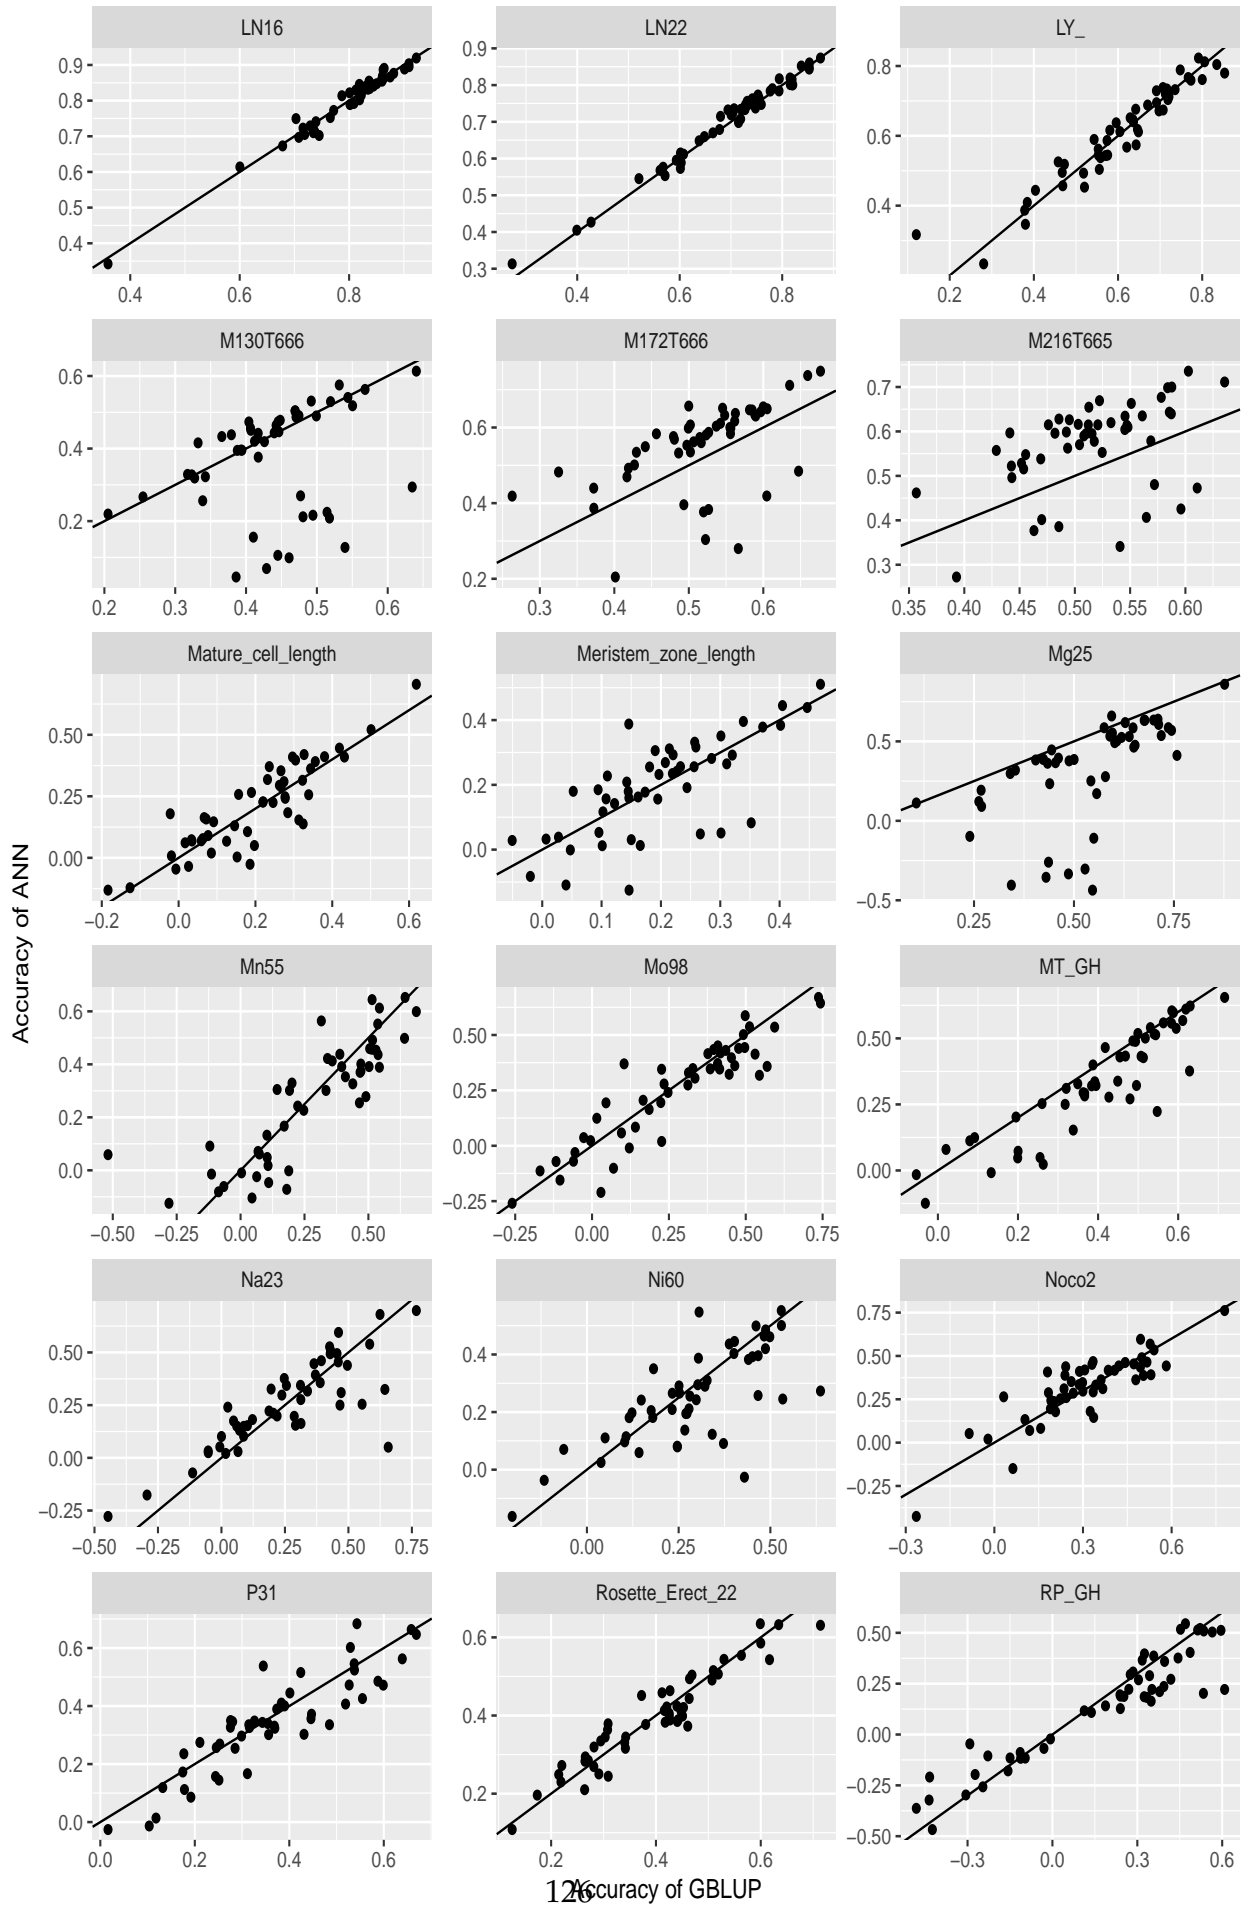 LN16 LN22 LY_
0.9 0.8 0.7 0.6 0.5 0.4
0.9 0.8 0.7 0.6 0.5 0.4 0.3
0.8 0.6 0.4
0.4 0.6 0.8 0.4 0.6 0.8 0.2 0.4 0.6 0.8
M130T666 M172T666 M216T665
0.6 0.4 0.2
0.6 0.4 0.2
0.7 0.6 0.5 0.4 0.3
0.2 0.3 0.4 0.5 0.6 0.3 0.4 0.5 0.6 0.35 0.40 0.45 0.50 0.55 0.60
Mature_cell_length Meristem_zone_length Mg25
0.50 0.25 0.00
0.4 0.2 0.0
0.5 0.0 −0.5
−0.2 0.0 0.2 0.4 0.6 0.0 0.1 0.2 0.3 0.4 0.25 0.50 0.75
Accuracy of ANN
Mn55 Mo98 MT_GH
0.6 0.4 0.2 0.0
0.50 0.25 0.00 −0.25
0.50 0.25 0.00
−0.50 −0.25 0.00 0.25 0.50 −0.25 0.00 0.25 0.50 0.75 0.0 0.2 0.4 0.6
Na23 Ni60 Noco2
0.50 0.25 0.00 −0.25
0.4 0.2 0.0
0.75 0.50 0.25 0.00 −0.25
−0.50 −0.25 0.00 0.25 0.50 0.75 0.00 0.25 0.50 −0.3 0.0 0.3 0.6
P31 Rosette_Erect_22 RP_GH
0.6 0.4 0.2 0.0
0.6 0.4 0.2
0.50 0.25 0.00 −0.25 −0.50
0.0 0.2 0.4 0.6 0.2 0.4 0.6 −0.3 0.0 0.3 0.6
Accuracy of GBLUP
126